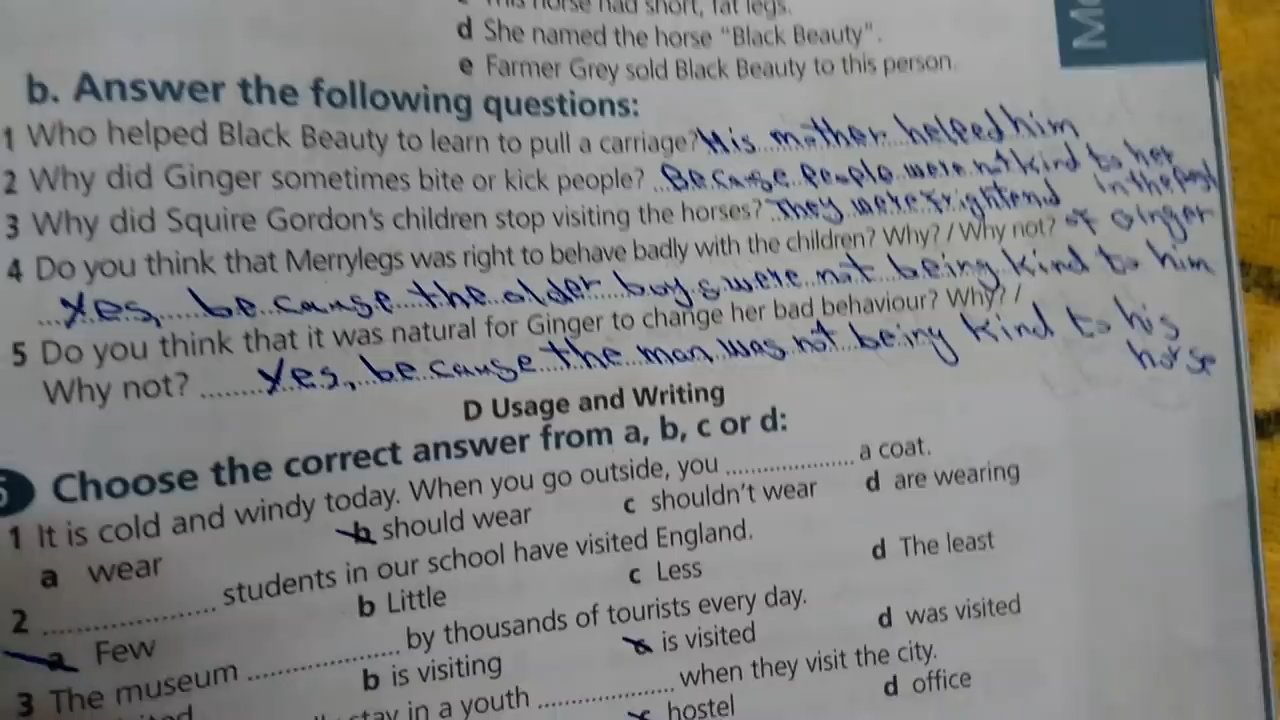 This horse had short, fat legs.
d She named the horse "Black Beauty".
e Farmer Grey sold Black Beauty to this person.
b. Answer the following questions:
1 Who helped Black Beauty to learn to pull a carriage? His mother helped him
2 Why did Ginger sometimes bite or kick people? Because people were not kind to her in the past
3 Why did Squire Gordon's children stop visiting the horses? They were frightend of Ginger
4 Do you think that Merrylegs was right to behave badly with the children? Why? / Why not?
Yes, because the older boys were not being kind to him
5 Do you think that it was natural for Ginger to change her bad behaviour? Why? /
Why not? ........ Yes, because the man was not being kind to his horse
D Usage and Writing
Choose the correct answer from a, b, c or d:
1 It is cold and windy today. When you go outside, you .................... a coat.
a wear b should wear c shouldn't wear d are wearing
2 .......................... students in our school have visited England.
a Few b Little c Less d The least
3 The museum ........................ by thousands of tourists every day.
b is visiting is visited d was visited
stay in a youth ..................... when they visit the city.
hostel d office